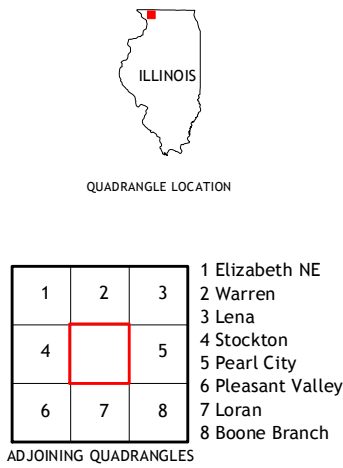 ILLINOIS
QUADRANGLE LOCATION
1 2 3
4 5
6 7 8
1 Elizabeth NE
2 Warren
3 Lena
4 Stockton
5 Pearl City
6 Pleasant Valley
7 Loran
8 Boone Branch
ADJOINING QUADRANGLES